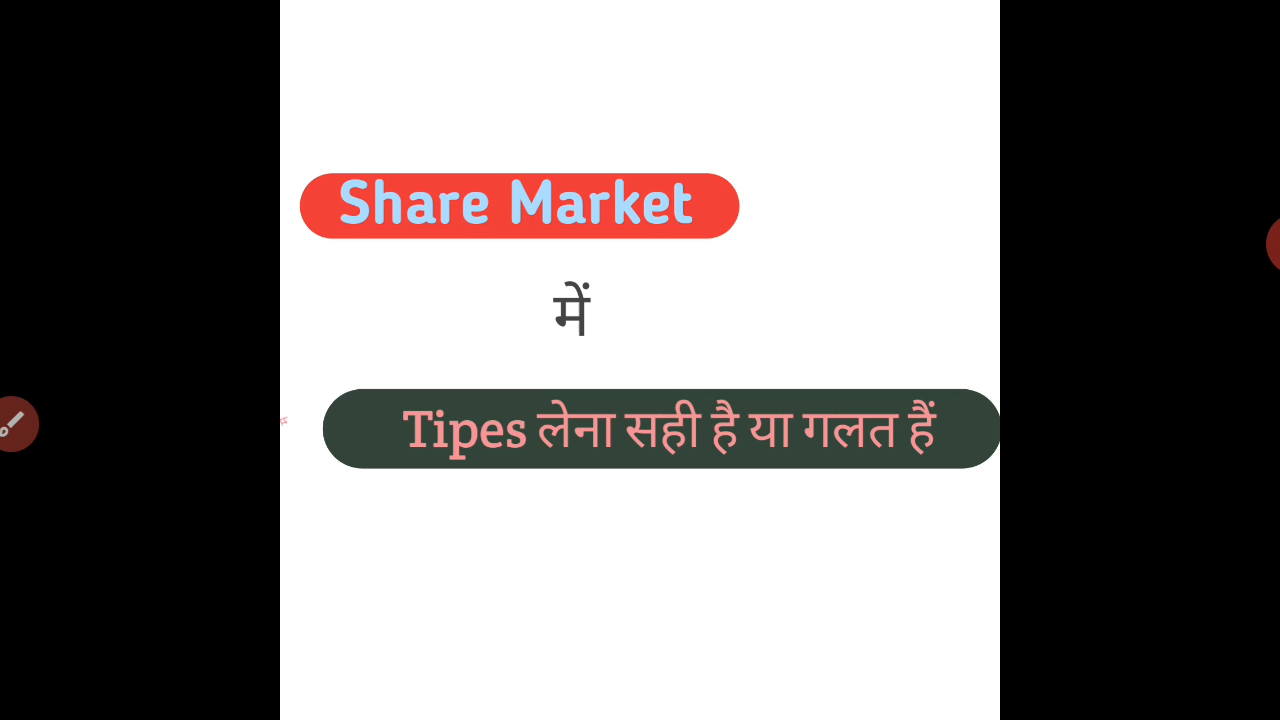 Share Market
में
Tipes लेना सही है या गलत हैं